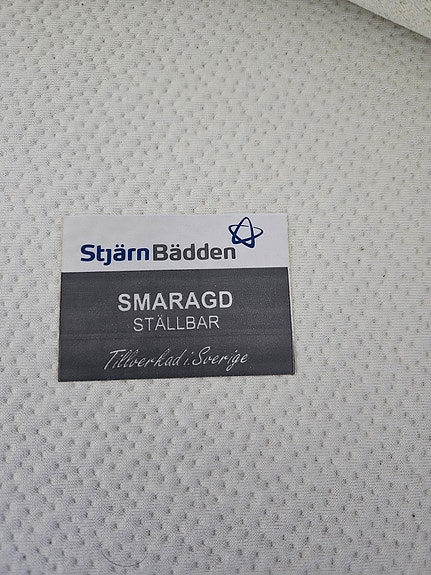 StjärnBädden
SMARAGD
STÄLLBAR
Tillverkad i Sverige